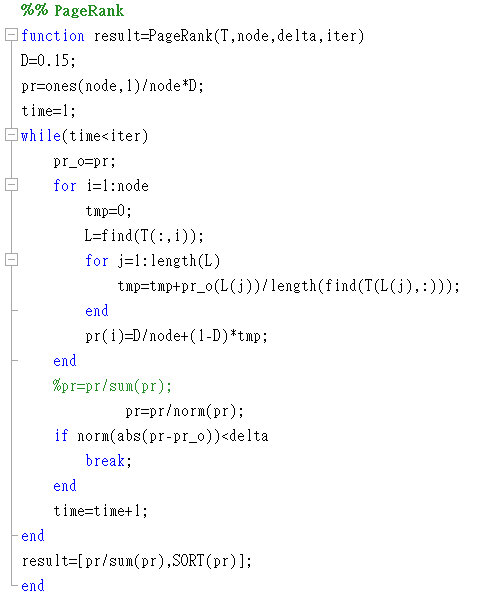 %% PageRank
function result=PageRank(T,node,delta,iter)
D=0.15;
pr=ones(node,1)/node*D;
time=1;
while(time<iter)
pr_o=pr;
for i=1:node
tmp=0;
L=find(T(:,i));
for j=1:length(L)
tmp=tmp+pr_o(L(j))/length(find(T(L(j),:)));
end
pr(i)=D/node+(1-D)*tmp;
end
%pr=pr/sum(pr);
pr=pr/norm(pr);
if norm(abs(pr-pr_o))<delta
break;
end
time=time+1;
end
result=[pr/sum(pr),SORT(pr)];
end